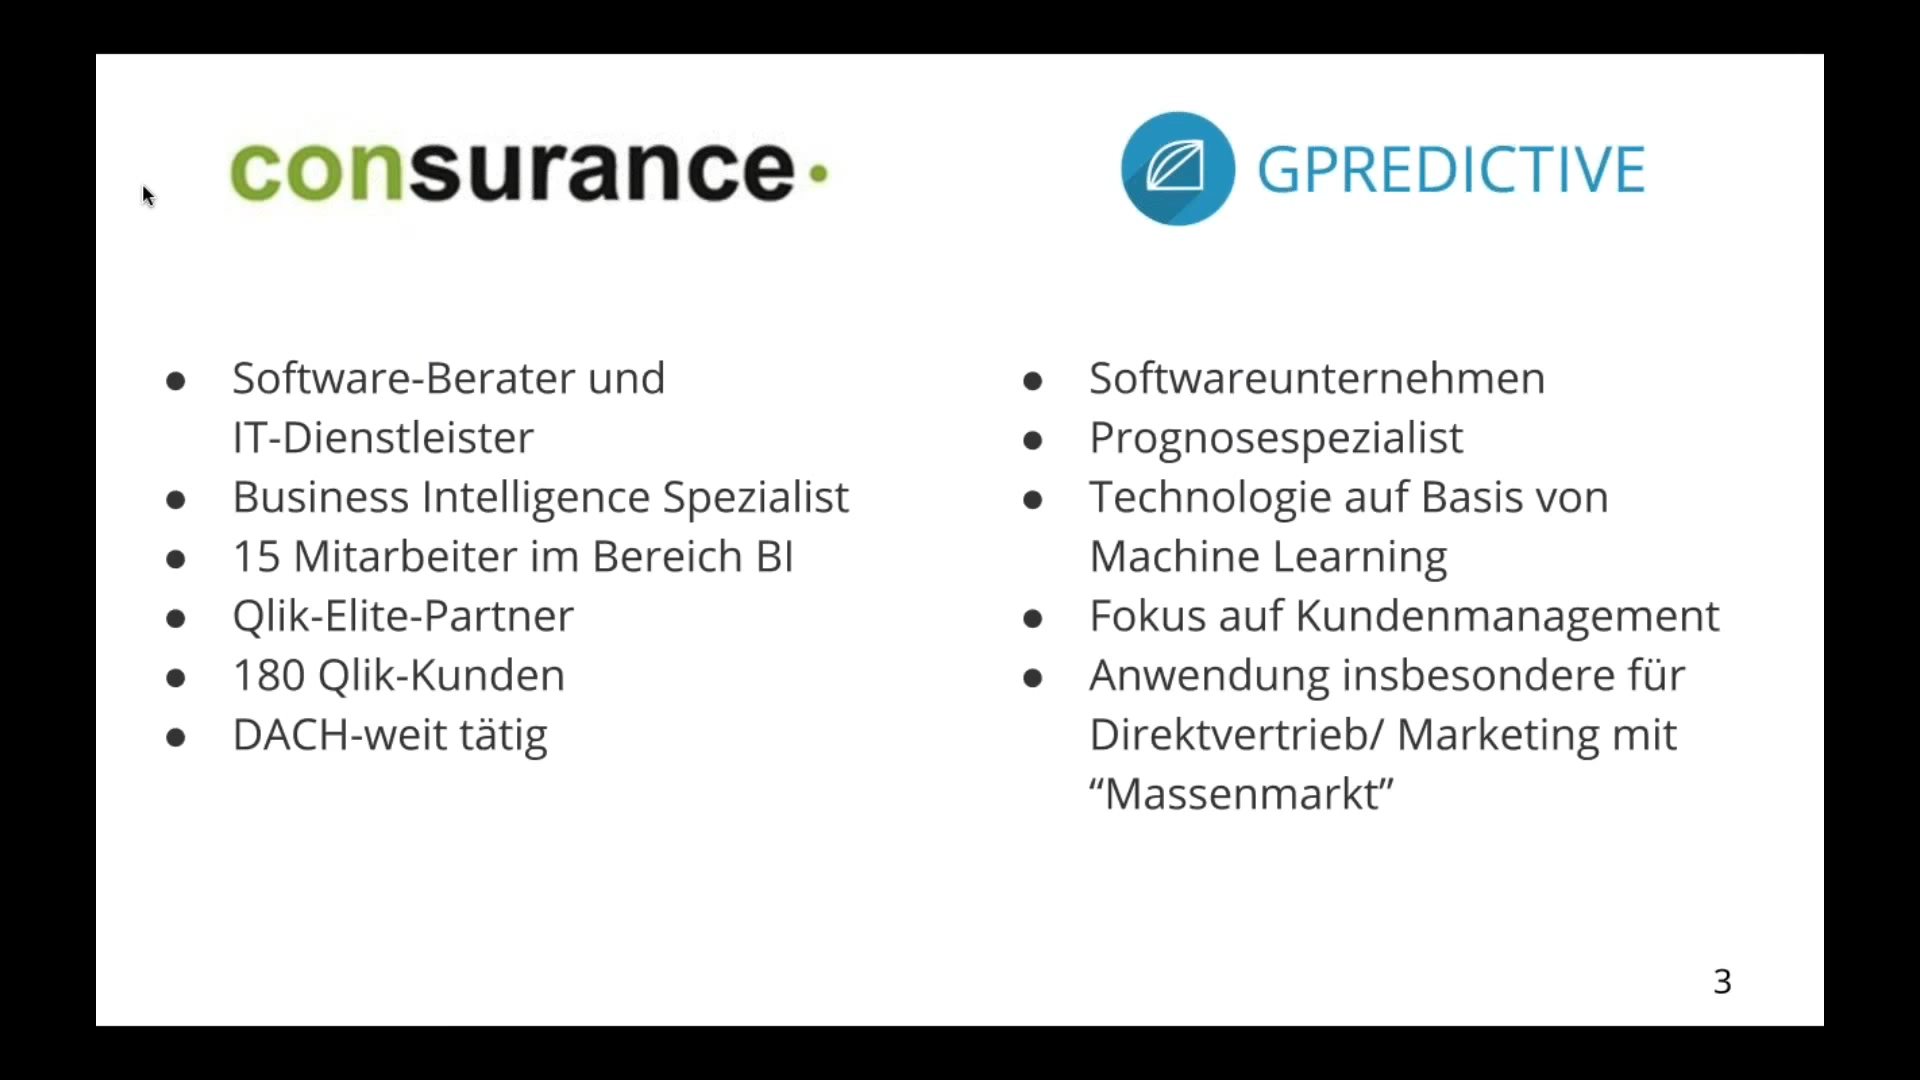 consurance
GPREDICTIVE
● Software-Berater und
IT-Dienstleister
● Business Intelligence Spezialist
● 15 Mitarbeiter im Bereich BI
● Qlik-Elite-Partner
● 180 Qlik-Kunden
● DACH-weit tätig
● Softwareunternehmen
● Prognosespezialist
● Technologie auf Basis von
Machine Learning
● Fokus auf Kundenmanagement
● Anwendung insbesondere für
Direktvertrieb/ Marketing mit
“Massenmarkt”
3